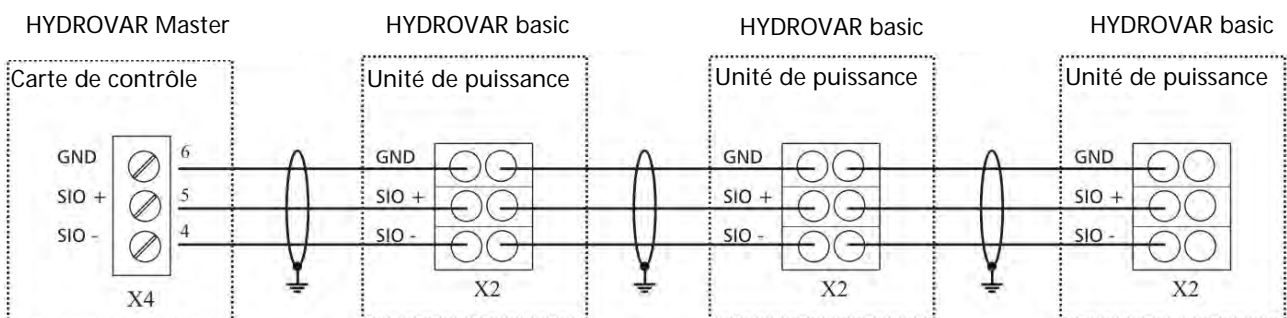 HYDROVAR Master
HYDROVAR basic
HYDROVAR basic
HYDROVAR basic
Carte de contrôle
Unité de puissance
Unité de puissance
Unité de puissance
GND 6
SIO + 5
SIO - 4
X4
GND
SIO +
SIO -
X2
GND
SIO +
SIO -
X2
GND
SIO +
SIO -
X2